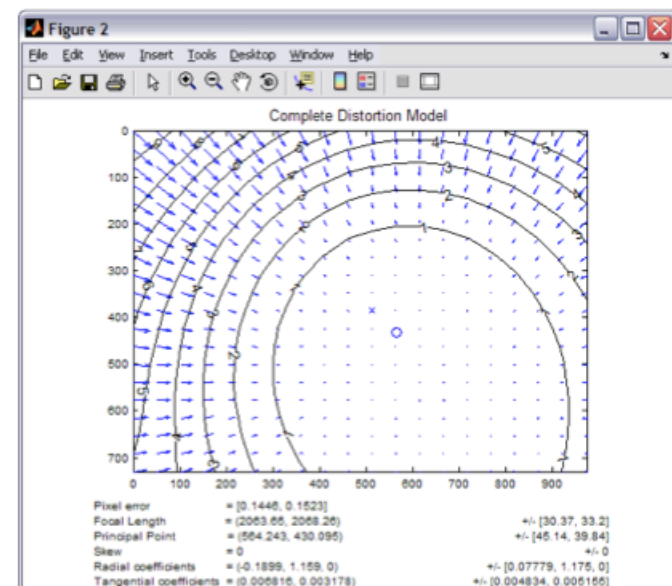 Figure 2
File Edit View Insert Tools Desktop Window Help
Complete Distortion Model
0
100
200
300
400
500
600
700
0 100 200 300 400 500 600 700 800 900
Pixel error = [0.1446, 0.1523]
Focal Length = (2063.66, 2068.26) +/- [30.37, 33.2]
Principal Point = (564.243, 430.095) +/- [45.14, 39.84]
Skew = 0 +/- 0
Radial coefficients = (-0.1899, 1.159, 0) +/- [0.07779, 1.175, 0]
Tangential coefficients = (0.006816, 0.003178) +/- [0.004834, 0.005166]